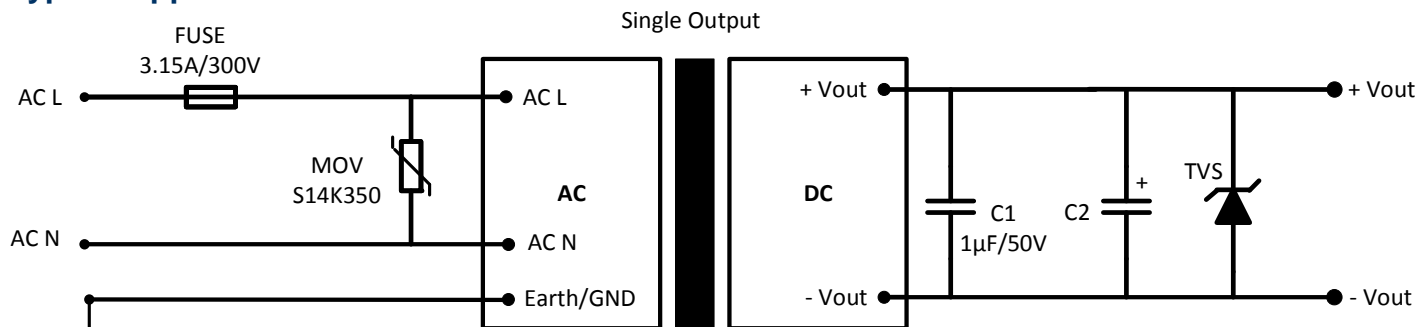 Single Output
FUSE
3.15A/300V
AC L
AC L
+ Vout
+ Vout
MOV
S14K350
AC
DC
TVS
+
C1
1µF/50V
C2
AC N
AC N
Earth/GND
- Vout
- Vout